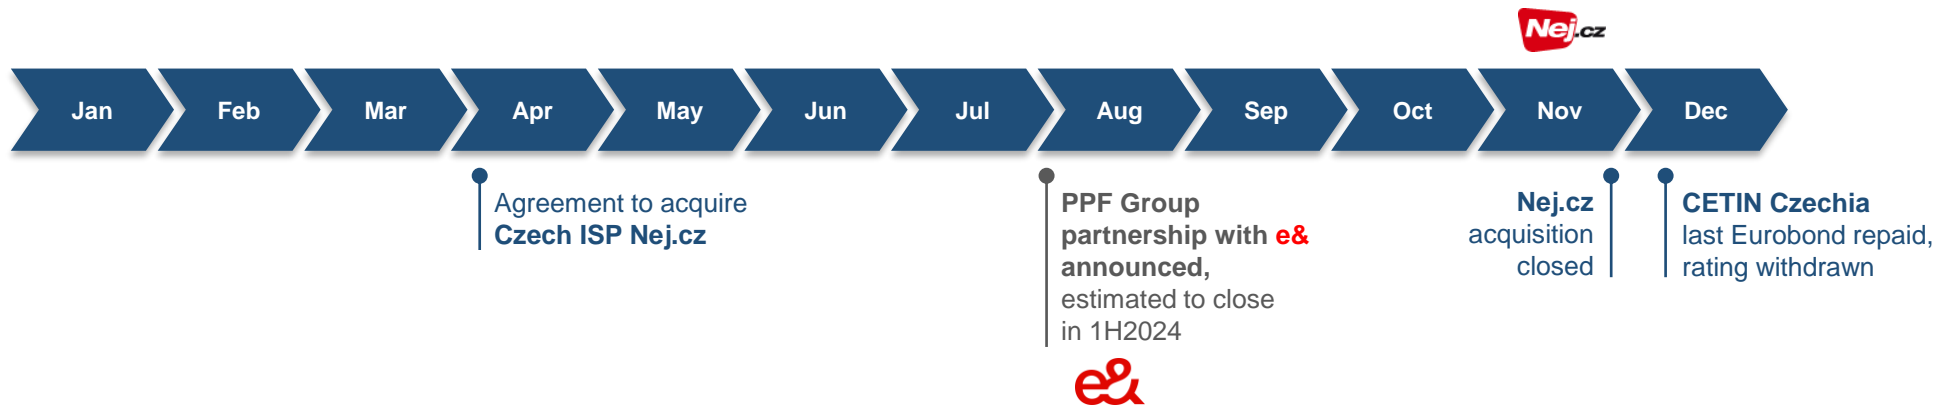 Nej.cz
Jan
Feb
Mar
Apr
May
Jun
Jul
Aug
Sep
Oct
Nov
Dec
Agreement to acquire
Czech ISP Nej.cz
PPF Group
partnership with e&
announced,
estimated to close
in 1H2024
e&
Nej.cz
acquisition
closed
CETIN Czechia
last Eurobond repaid,
rating withdrawn